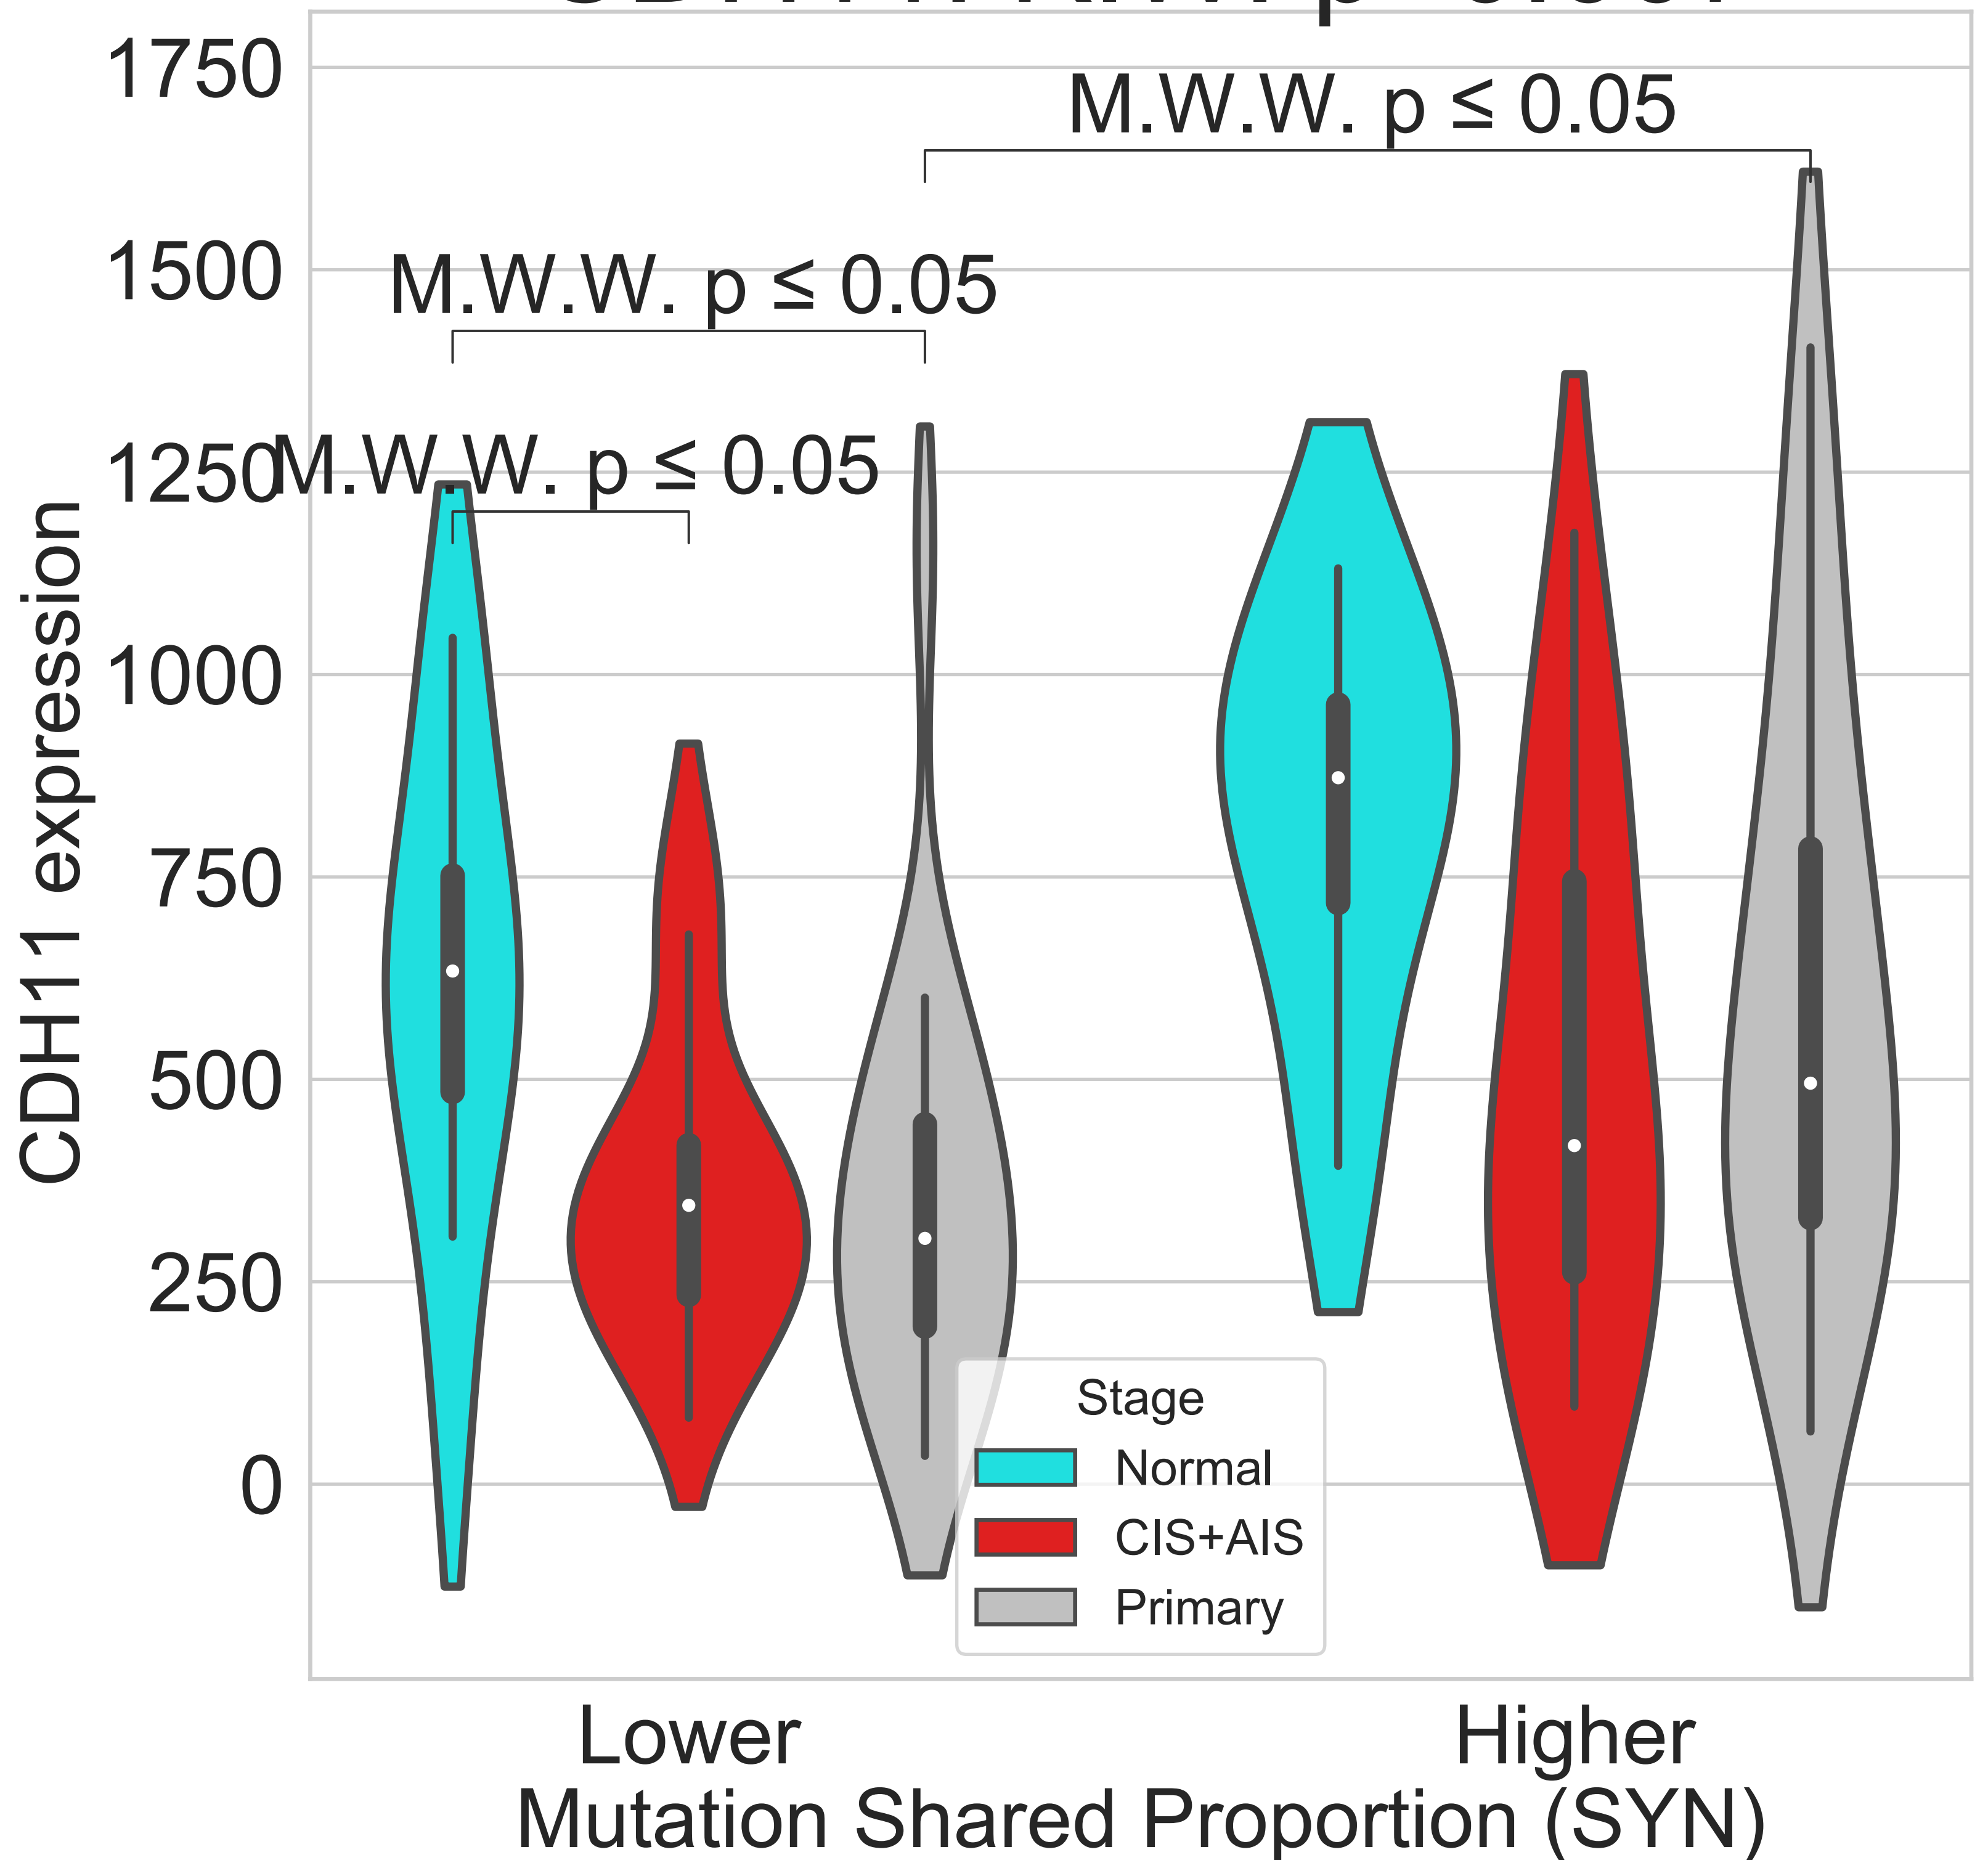 1750
M.W.W. p ≤ 0.05
1500
M.W.W. p ≤ 0.05
1250
M.W.W. p ≤ 0.05
1000
750
500
250
0
CDH11 expression
Stage
Normal
CIS+AIS
Primary
Lower
Higher
Mutation Shared Proportion (SYN)